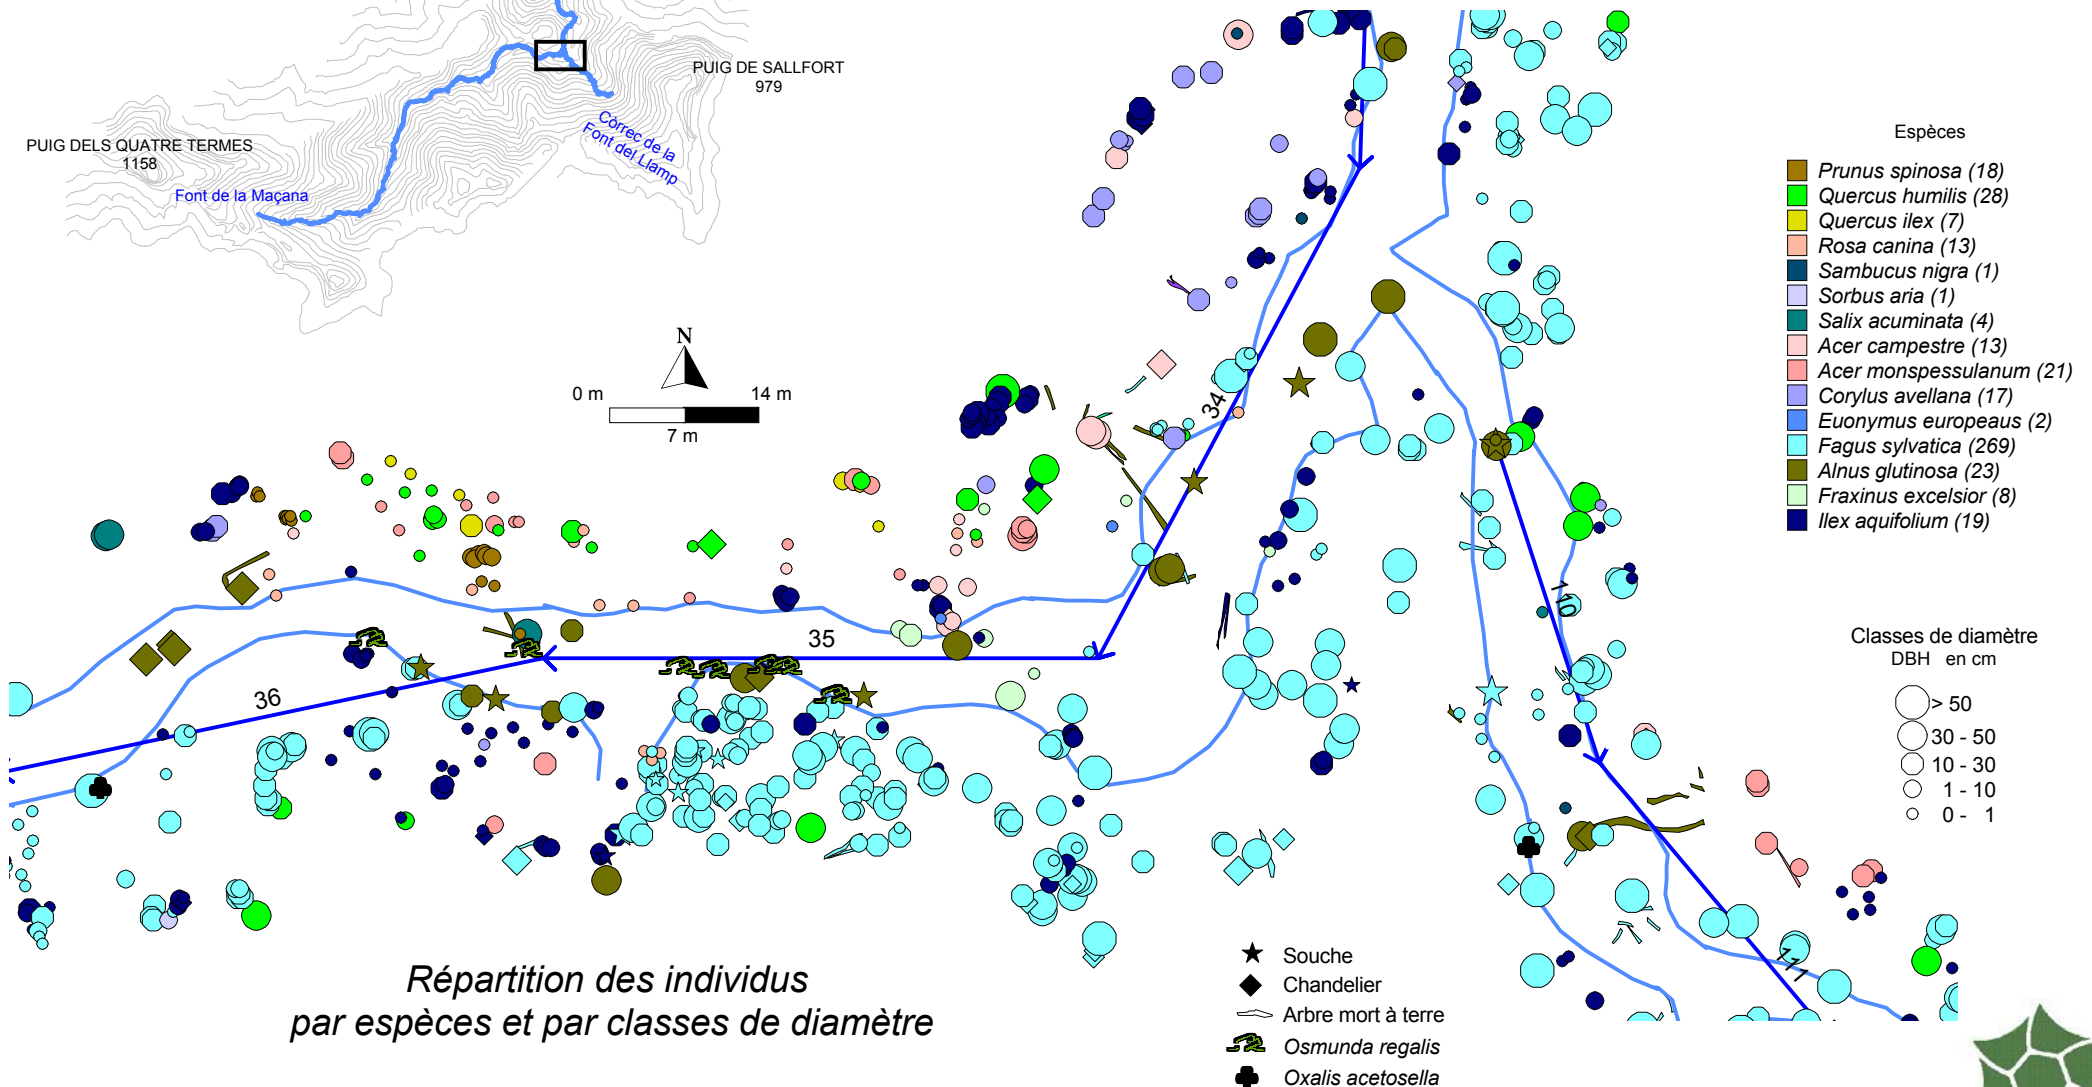 PUIG DE SALLFORT
979
Còrrec de la
Font del Llamp
PUIG DELS QUATRE TERMES
1158
Font de la Maçana
N
0 m 14 m
7 m
34
35
36
110
111
Espèces
Prunus spinosa (18)
Quercus humilis (28)
Quercus ilex (7)
Rosa canina (13)
Sambucus nigra (1)
Sorbus aria (1)
Salix acuminata (4)
Acer campestre (13)
Acer monspessulanum (21)
Corylus avellana (17)
Euonymus europeaus (2)
Fagus sylvatica (269)
Alnus glutinosa (23)
Fraxinus excelsior (8)
Ilex aquifolium (19)
Classes de diamètre
DBH en cm
> 50
30 - 50
10 - 30
1 - 10
0 - 1
Répartition des individus
par espèces et par classes de diamètre
Souche
Chandelier
Arbre mort à terre
Osmunda regalis
Oxalis acetosella